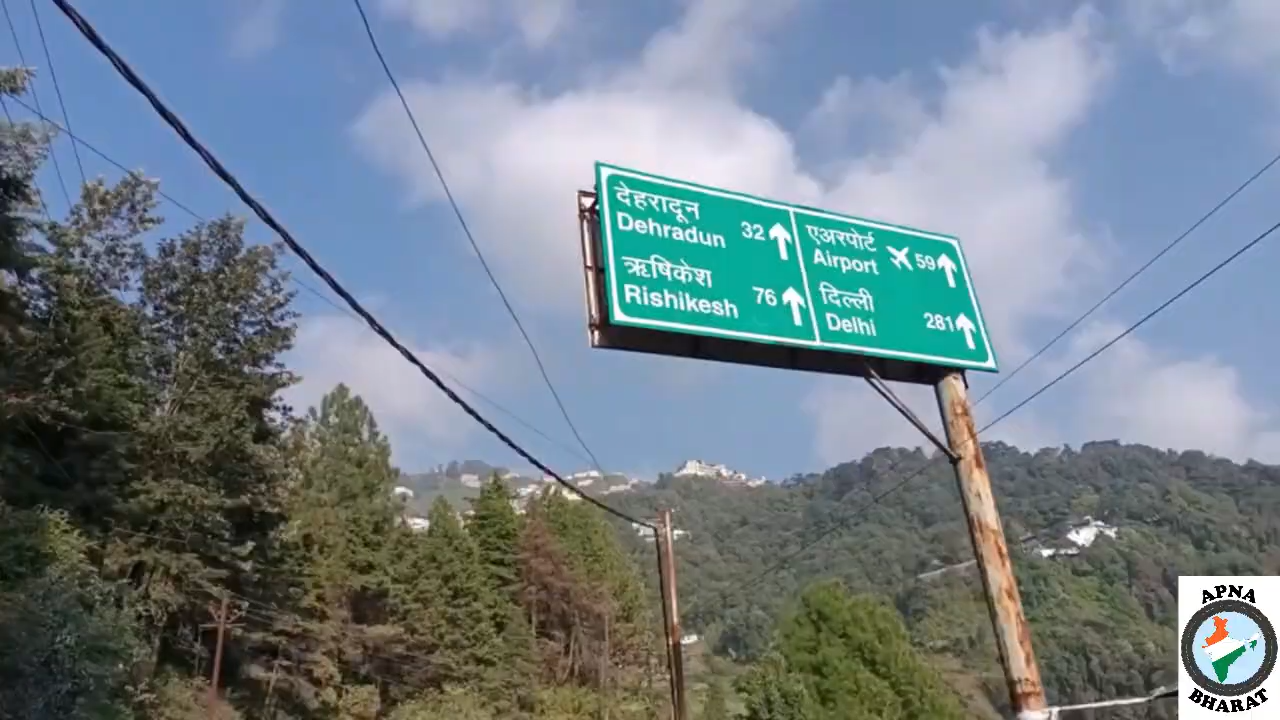 देहरादून
Dehradun 32
ऋषिकेश
Rishikesh 76
एअरपोर्ट
Airport 59
दिल्ली
Delhi 281
APNA
BHARAT